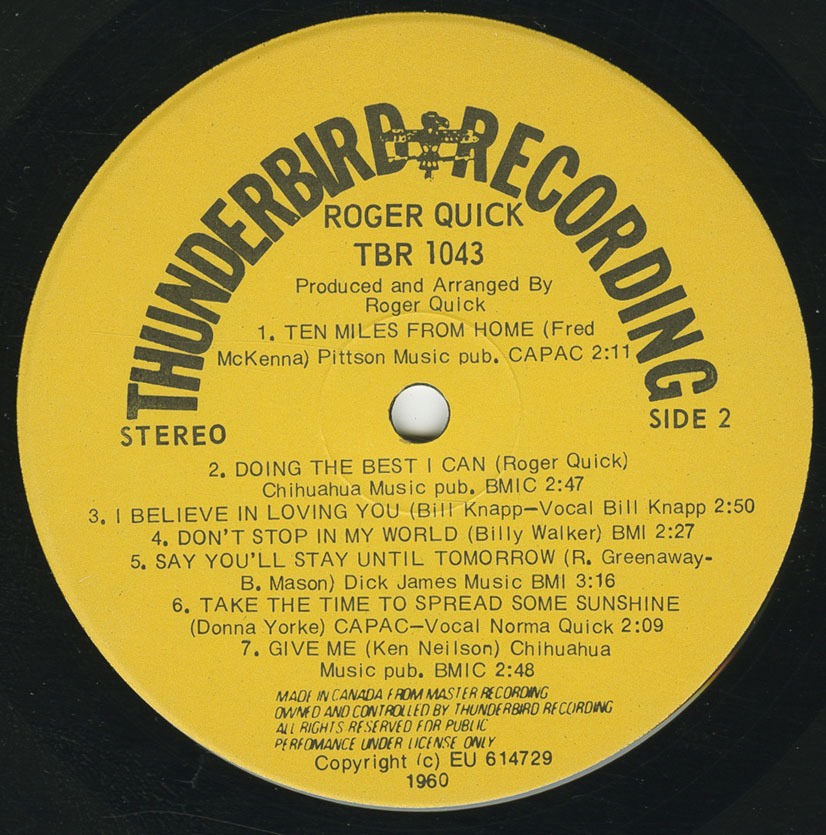 THUNDERBIRD RECORDING
ROGER QUICK
TBR 1043
Produced and Arranged By
Roger Quick
1. TEN MILES FROM HOME (Fred
McKenna) Pittson Music pub. CAPAC 2:11
STEREO
SIDE 2
2. DOING THE BEST I CAN (Roger Quick)
Chihuahua Music pub. BMIC 2:47
3. I BELIEVE IN LOVING YOU (Bill Knapp—Vocal Bill Knapp 2:50
4. DON'T STOP IN MY WORLD (Billy Walker) BMI 2:27
5. SAY YOU'LL STAY UNTIL TOMORROW (R. Greenaway-
B. Mason) Dick James Music BMI 3:16
6. TAKE THE TIME TO SPREAD SOME SUNSHINE
(Donna Yorke) CAPAC—Vocal Norma Quick 2:09
7. GIVE ME (Ken Neilson) Chihuahua
Music pub. BMIC 2:48
MADE IN CANADA FROM MASTER RECORDING
OWNED AND CONTROLLED BY THUNDERBIRD RECORDING
ALL RIGHTS RESERVED FOR PUBLIC
PERFOMANCE UNDER LICENSE ONLY
Copyright (c) EU 614729
1960